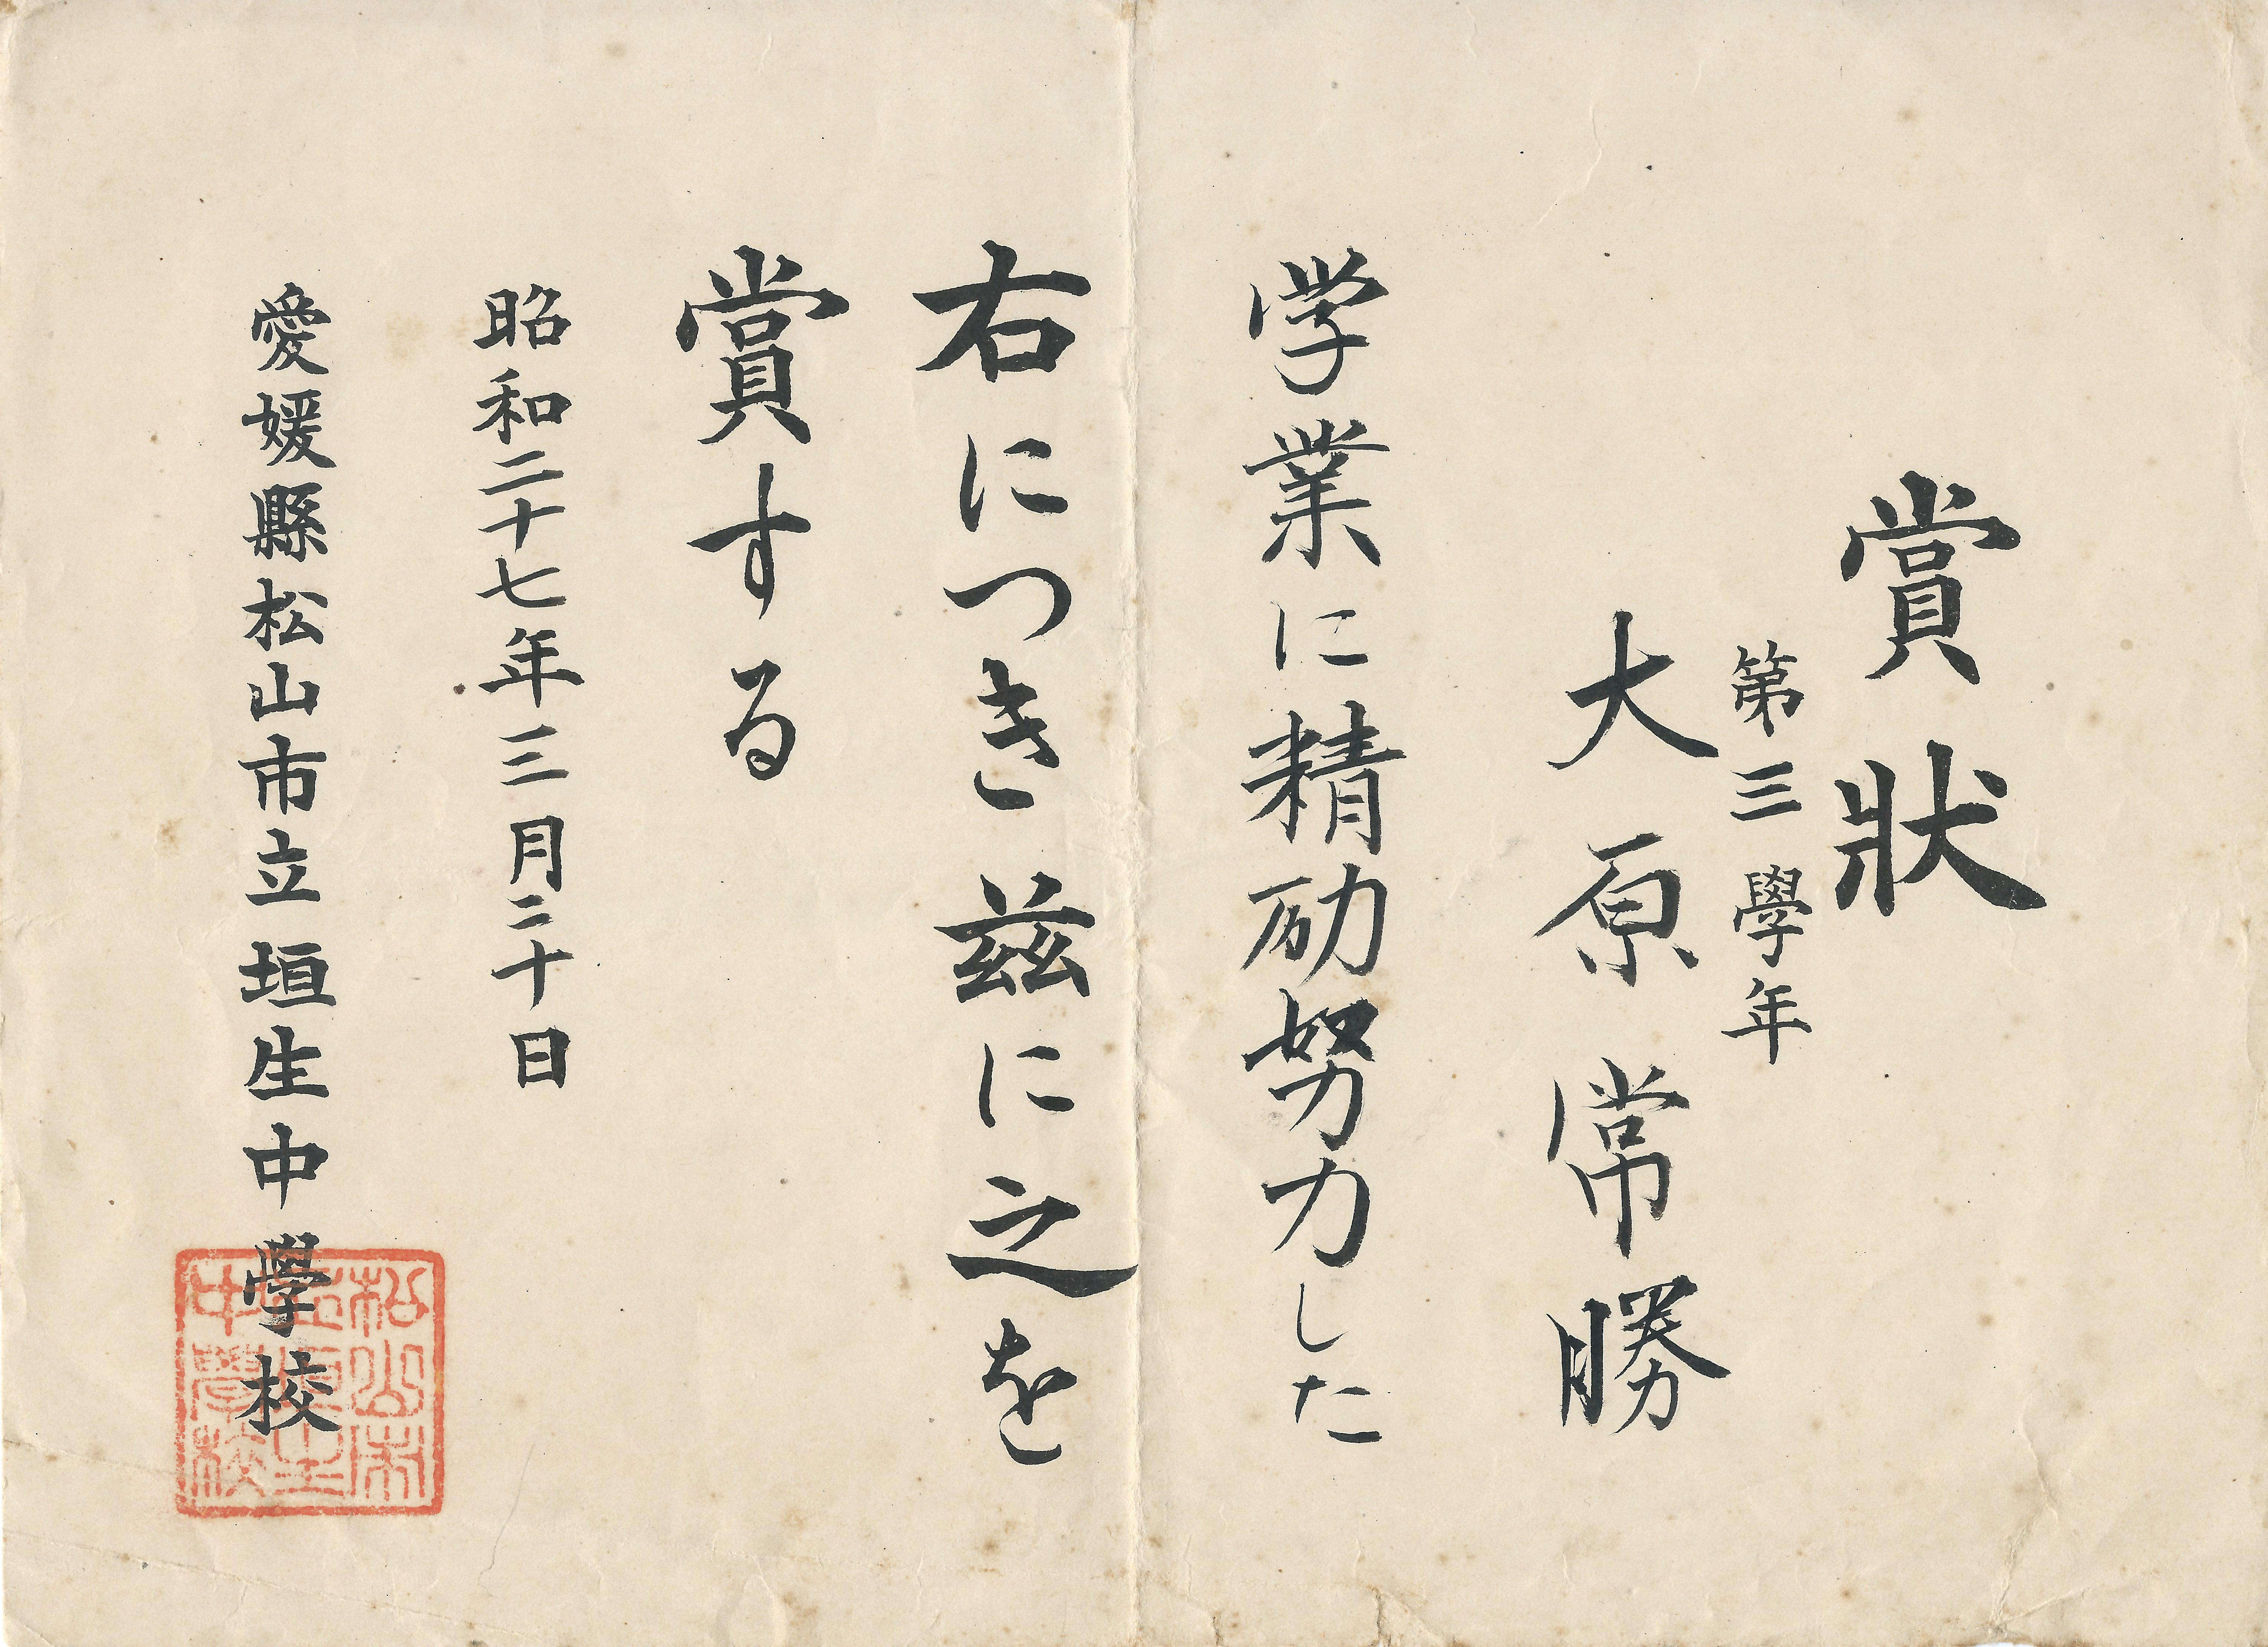 賞狀
第三學年
大原常勝
学業に精励努力した
右につき茲に之を
賞する
昭和二十七年三月二十日
愛媛縣松山市立垣生中學校
松山市
立垣生
中學校